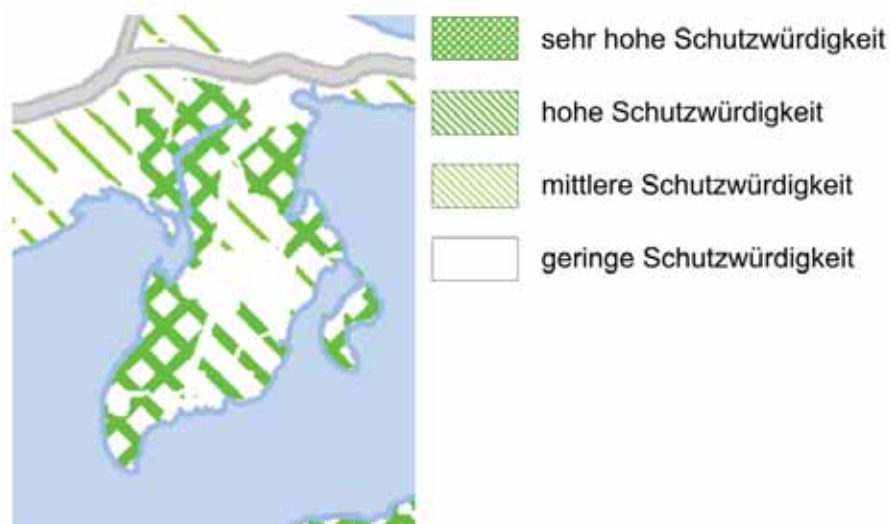 sehr hohe Schutzwürdigkeit
hohe Schutzwürdigkeit
mittlere Schutzwürdigkeit
geringe Schutzwürdigkeit